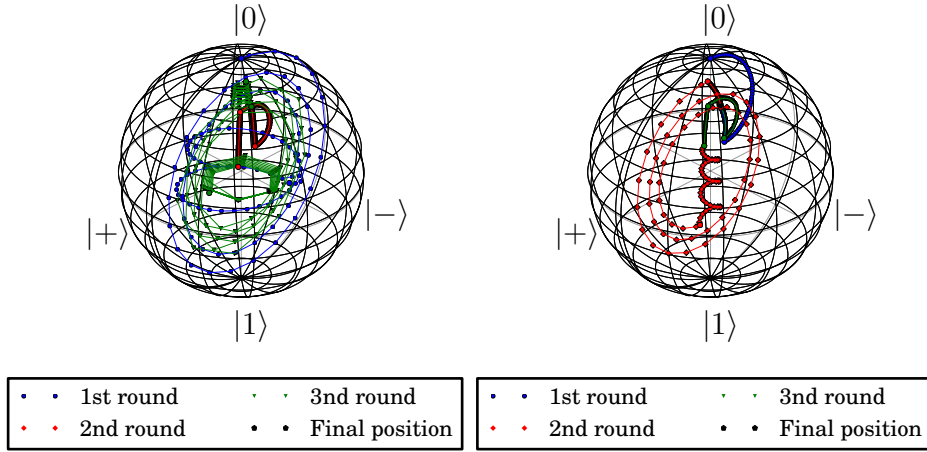 |0⟩ |0⟩
|+⟩ |−⟩ |+⟩ |−⟩
|1⟩ |1⟩
1st round 3nd round 1st round 3nd round
2nd round Final position 2nd round Final position